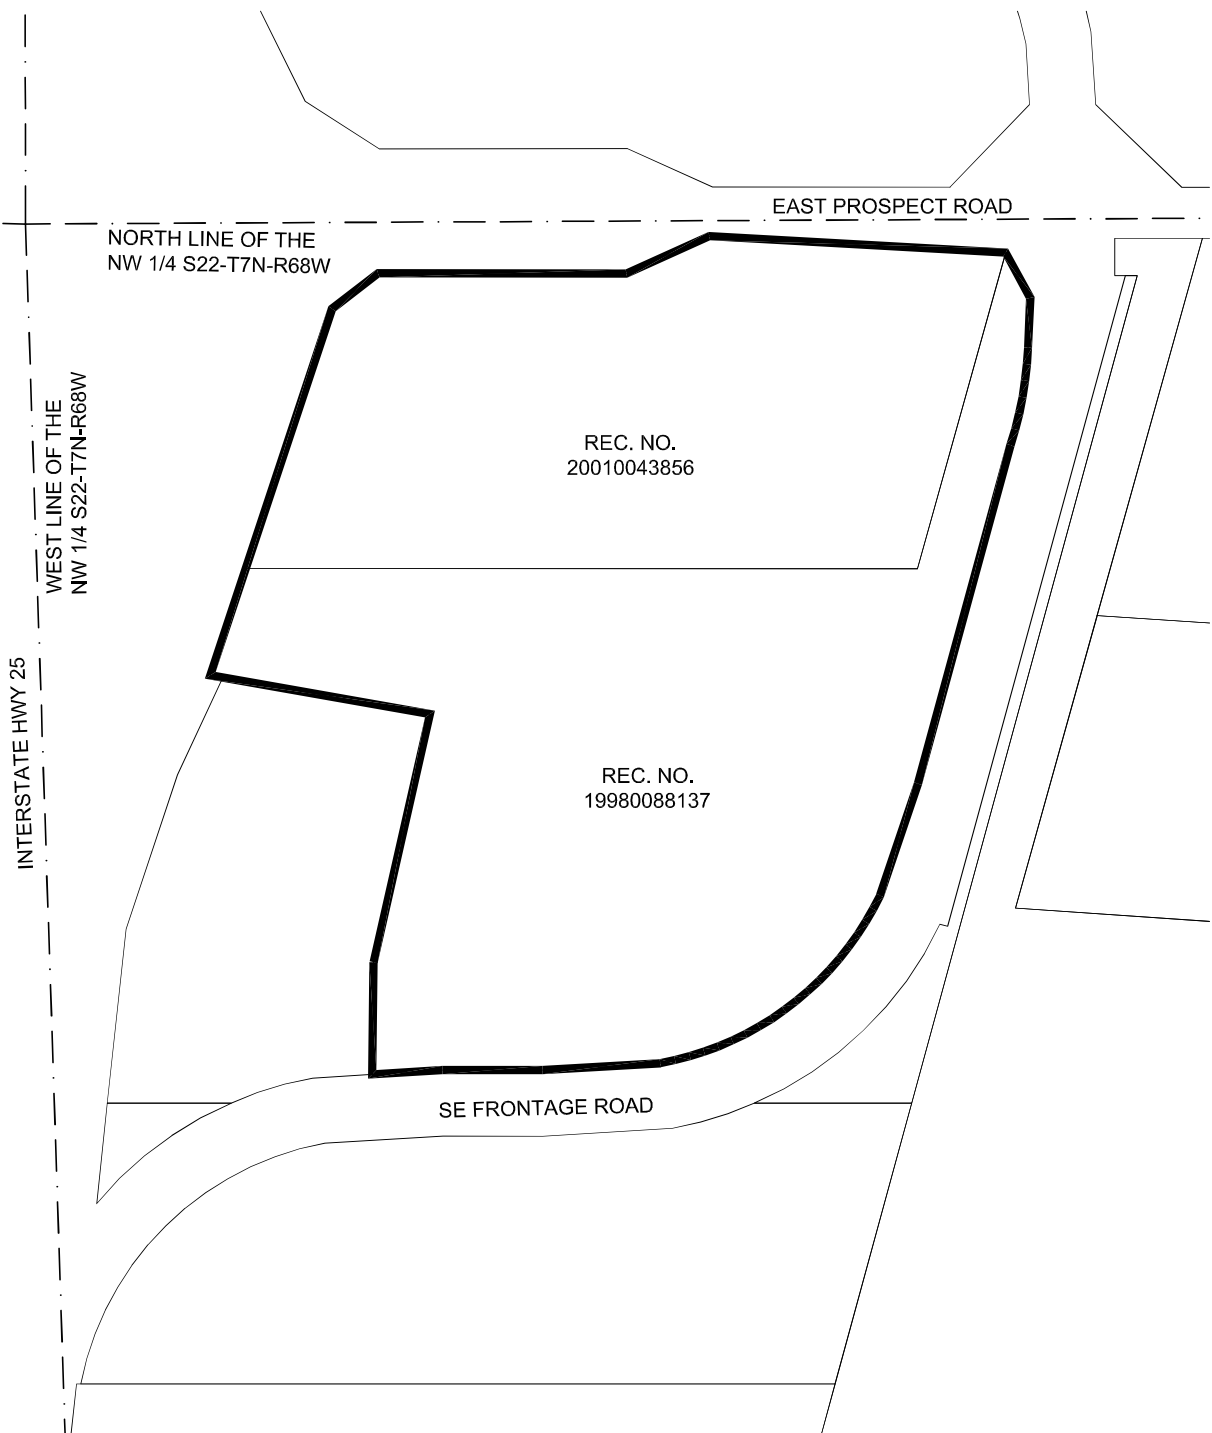 EAST PROSPECT ROAD
NORTH LINE OF THE
NW 1/4 S22-T7N-R68W
WEST LINE OF THE
NW 1/4 S22-T7N-R68W
REC. NO.
20010043856
INTERSTATE HWY 25
REC. NO.
19980088137
SE FRONTAGE ROAD